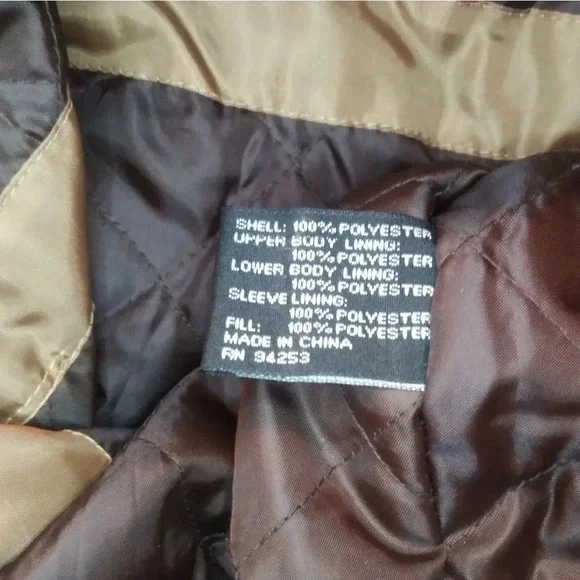 SHELL: 100% POLYESTER
UPPER BODY LINING:
100% POLYESTER
LOWER BODY LINING:
100% POLYESTER
SLEEVE LINING:
100% POLYESTER
FILL: 100% POLYESTER
MADE IN CHINA
RN 94253